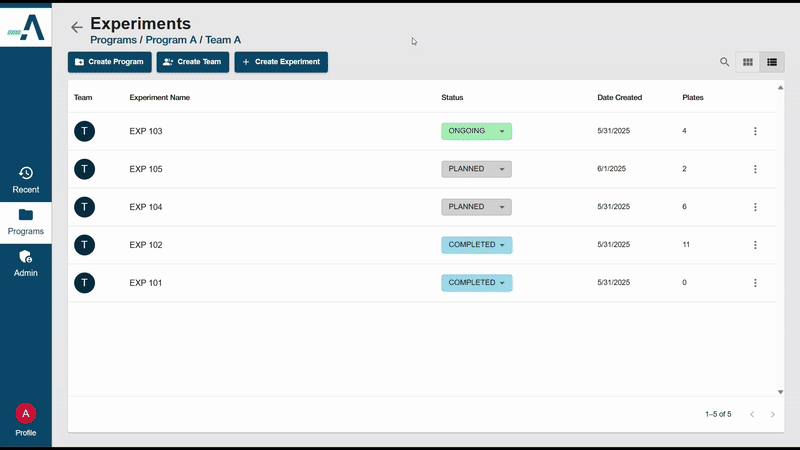 Experiments
Programs / Program A / Team A
Create Program
Create Team
Create Experiment
Team Experiment Name Status Date Created Plates
T EXP 103 ONGOING 5/31/2025 4
T EXP 105 PLANNED 6/1/2025 2
T EXP 104 PLANNED 5/31/2025 6
T EXP 102 COMPLETED 5/31/2025 11
T EXP 101 COMPLETED 5/31/2025 0
1–5 of 5
Recent
Programs
Admin
A
Profile